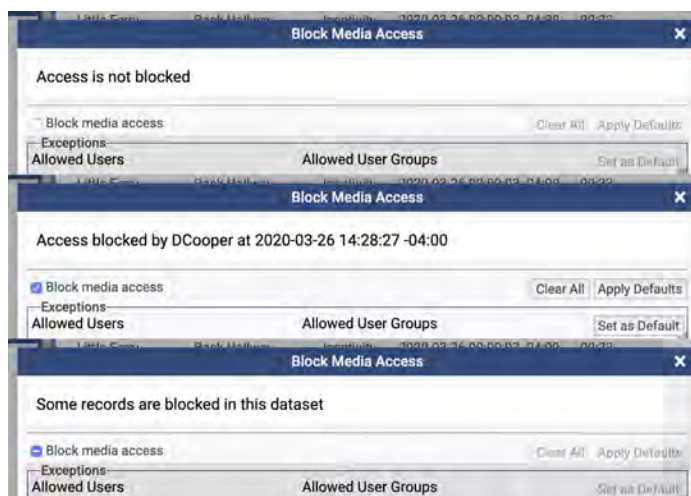 Block Media Access
Access is not blocked
Block media access
Clear All Apply Defaults
Exceptions
Allowed Users Allowed User Groups
Set as Default
Block Media Access
Access blocked by DCooper at 2020-03-26 14:28:27 -04:00
Block media access
Clear All Apply Defaults
Exceptions
Allowed Users Allowed User Groups
Set as Default
Block Media Access
Some records are blocked in this dataset
Block media access
Clear All Apply Defaults
Exceptions
Allowed Users Allowed User Groups
Set as Default